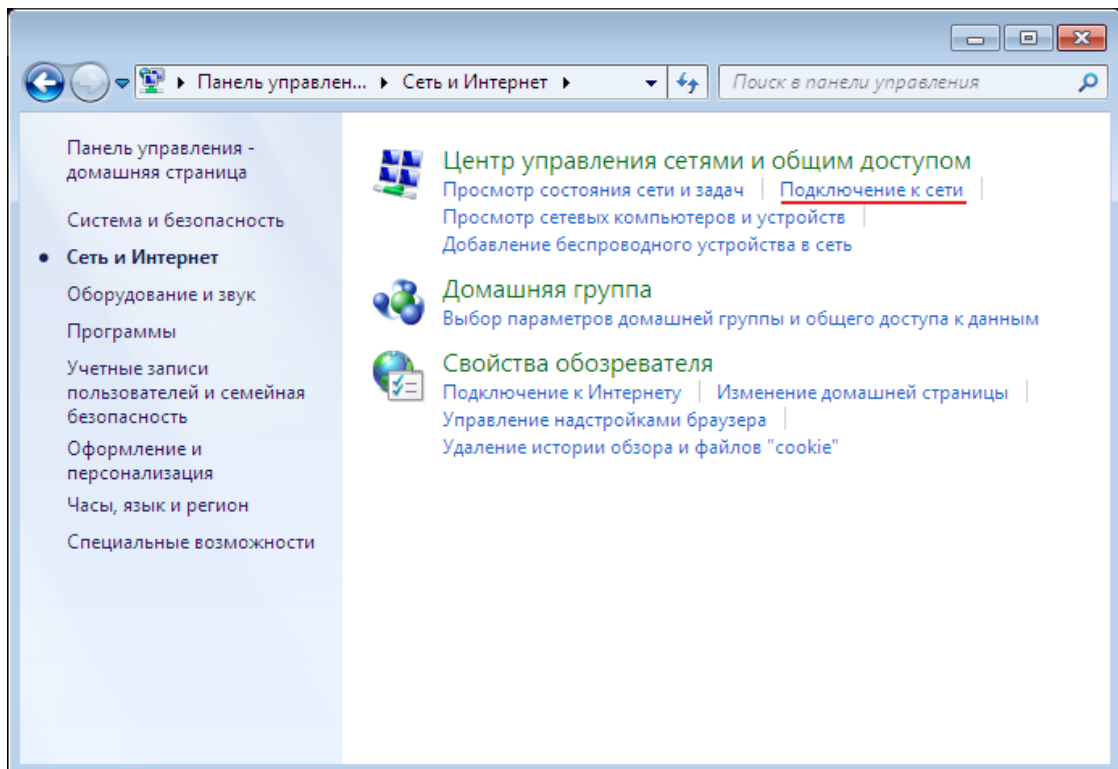 Панель управлен... Сеть и Интернет
Поиск в панели управления
Панель управления -
домашняя страница
Система и безопасность
Сеть и Интернет
Оборудование и звук
Программы
Учетные записи
пользователей и семейная
безопасность
Оформление и
персонализация
Часы, язык и регион
Специальные возможности
Центр управления сетями и общим доступом
Просмотр состояния сети и задач Подключение к сети
Просмотр сетевых компьютеров и устройств
Добавление беспроводного устройства в сеть
Домашняя группа
Выбор параметров домашней группы и общего доступа к данным
Свойства обозревателя
Подключение к Интернету Изменение домашней страницы
Управление надстройками браузера
Удаление истории обзора и файлов "cookie"